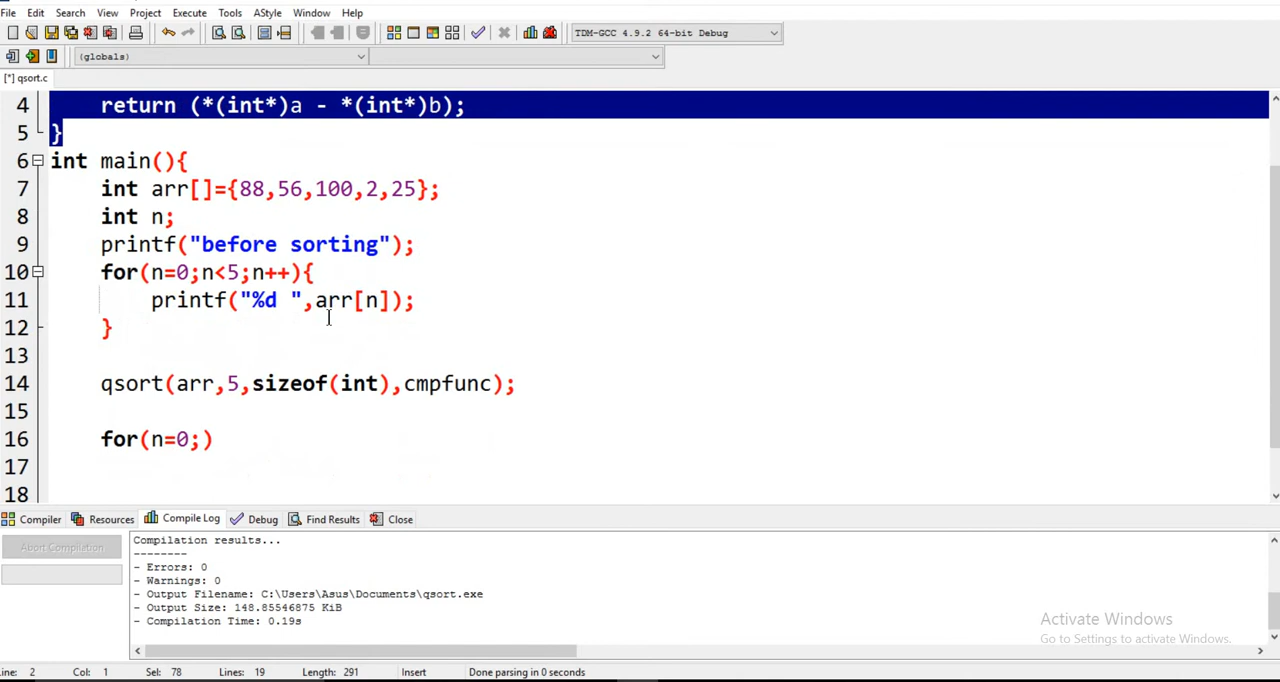 File Edit Search View Project Execute Tools AStyle Window Help
TDM-GCC 4.9.2 64-bit Debug
(globals)
[*] qsort.c
4 return (*(int*)a - *(int*)b);
5 }
6 int main(){
7 int arr[]={88,56,100,2,25};
8 int n;
9 printf("before sorting");
10 for(n=0;n<5;n++){
11 printf("%d ",arr[n]);
12 }
13
14 qsort(arr,5,sizeof(int),cmpfunc);
15
16 for(n=0;)
17
18
Compiler Resources Compile Log Debug Find Results Close
Abort Compilation
Compilation results...
--------
- Errors: 0
- Warnings: 0
- Output Filename: C:\Users\Asus\Documents\qsort.exe
- Output Size: 148.85546875 KiB
- Compilation Time: 0.19s
Activate Windows
Go to Settings to activate Windows.
ine: 2 Col: 1 Sel: 78 Lines: 19 Length: 291 Insert Done parsing in 0 seconds